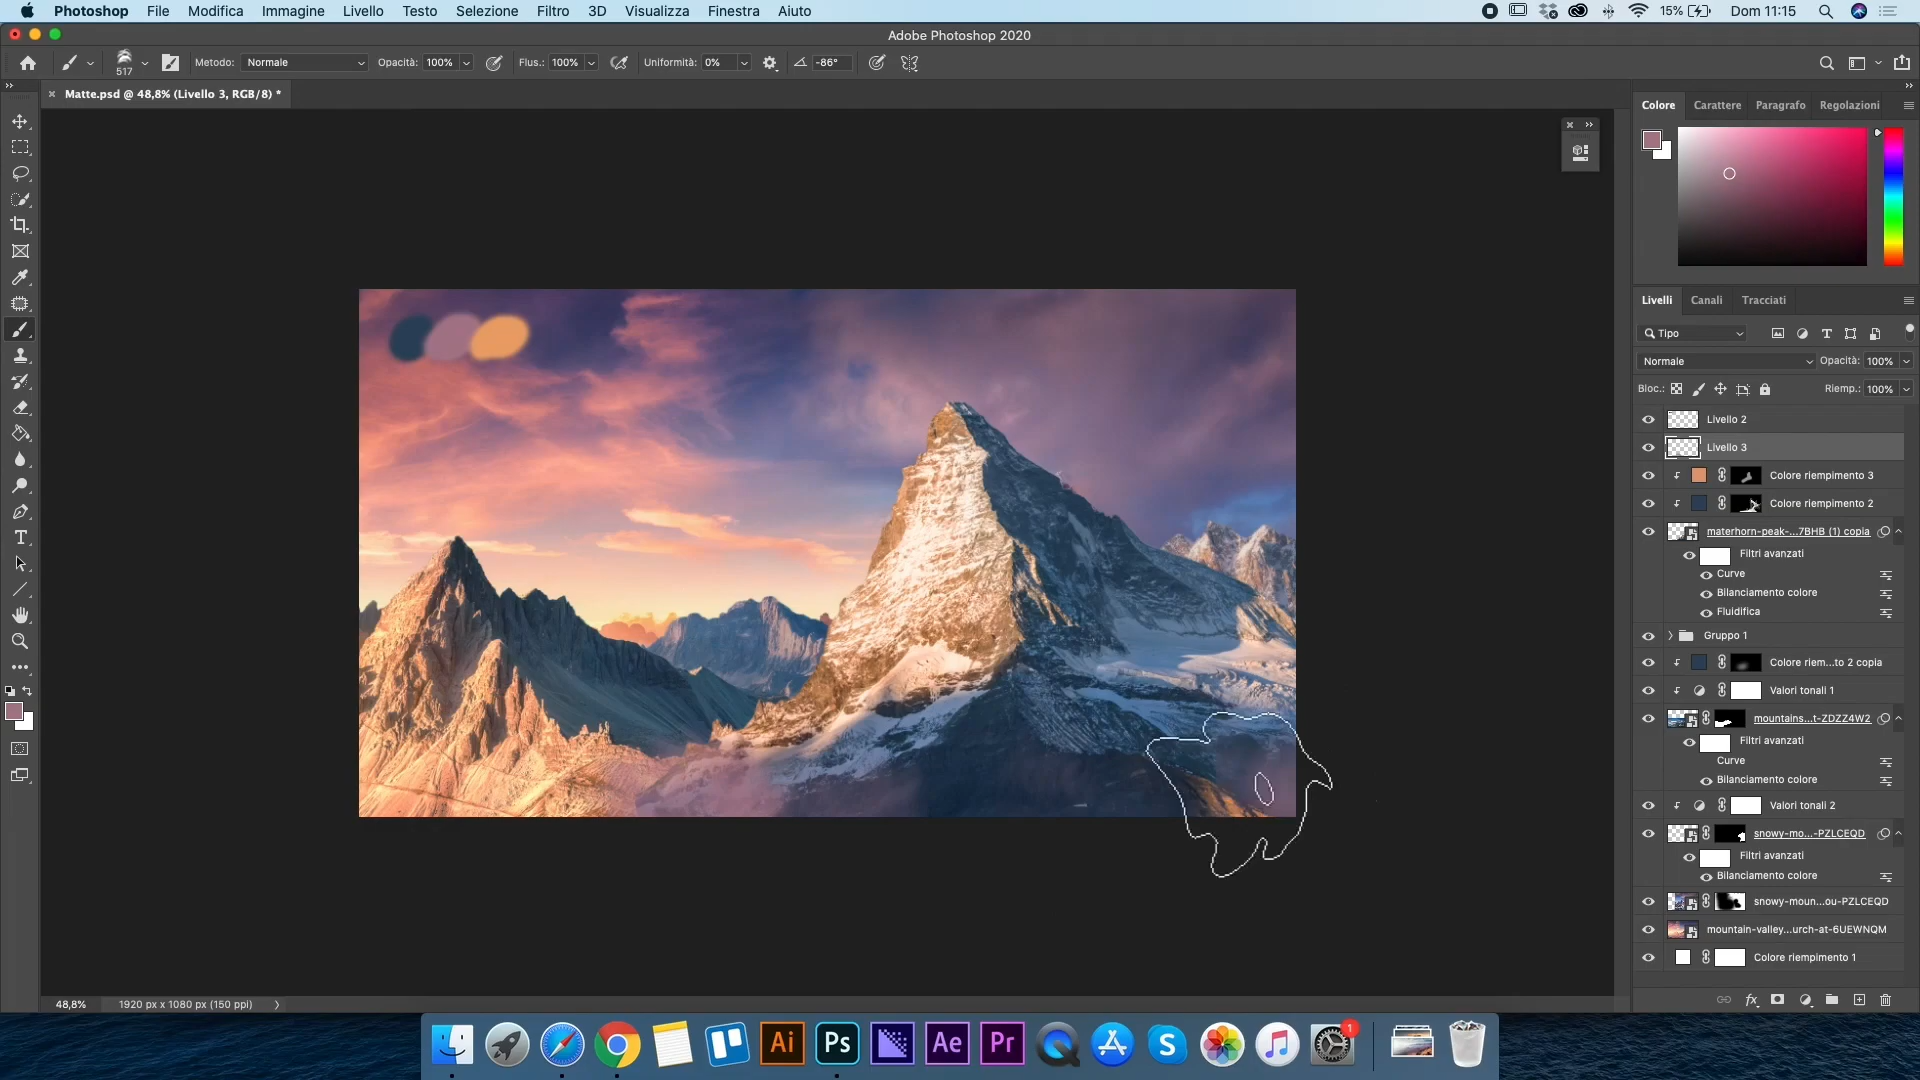 Photoshop File Modifica Immagine Livello Testo Selezione Filtro 3D Visualizza Finestra Aiuto 15% Dom 11:15
Adobe Photoshop 2020
517 Metodo: Normale Opacità: 100% Flus.: 100% Uniformità: 0% -86°
Matte.psd @ 48,8% (Livello 3, RGB/8) *
Colore Carattere Paragrafo Regolazioni
Livelli Canali Tracciati
Tipo
Normale Opacità: 100%
Bloc.: Riemp.: 100%
Livello 2
Livello 3
Colore riempimento 3
Colore riempimento 2
materhorn-peak-...7BHB (1) copia
Filtri avanzati
Curve
Bilanciamento colore
Fluidifica
Gruppo 1
Colore riem...to 2 copia
Valori tonali 1
mountains...t-ZDZZ4W2
Filtri avanzati
Curve
Bilanciamento colore
Valori tonali 2
snowy-mo...-PZLCEQD
Filtri avanzati
Bilanciamento colore
snowy-moun...ou-PZLCEQD
mountain-valley...urch-at-6UEWNQM
Colore riempimento 1
fx
48,8% 1920 px x 1080 px (150 ppi)
Ai Ps Ae Pr 1